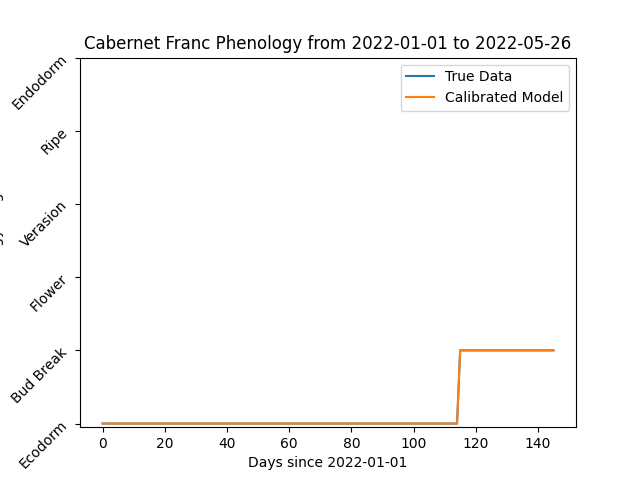 Cabernet Franc Phenology from 2022-01-01 to 2022-05-26
True Data
Calibrated Model
Endodorm
Ripe
Verasion
Flower
Bud Break
Ecodorm
0 20 40 60 80 100 120 140
Days since 2022-01-01